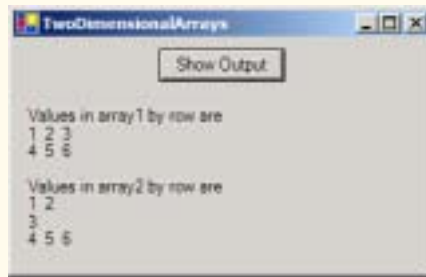 TwoDimensionalArrays
Show Output
Values in array1 by row are
1 2 3
4 5 6
Values in array2 by row are
1 2
3
4 5 6